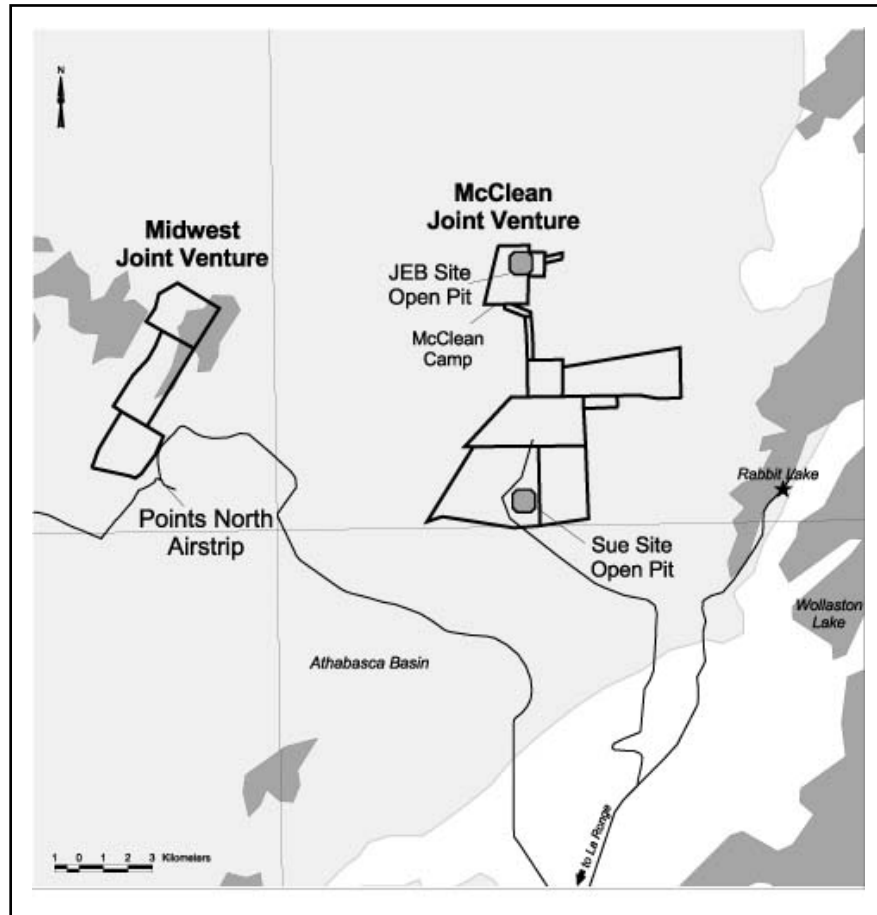 N
McClean
Joint Venture
Midwest
Joint Venture
JEB Site
Open Pit
McClean
Camp
Rabbit Lake
Points North
Airstrip
Sue Site
Open Pit
Wollaston
Lake
Athabasca Basin
to La Ronge
1 0 1 2 3 Kilometers